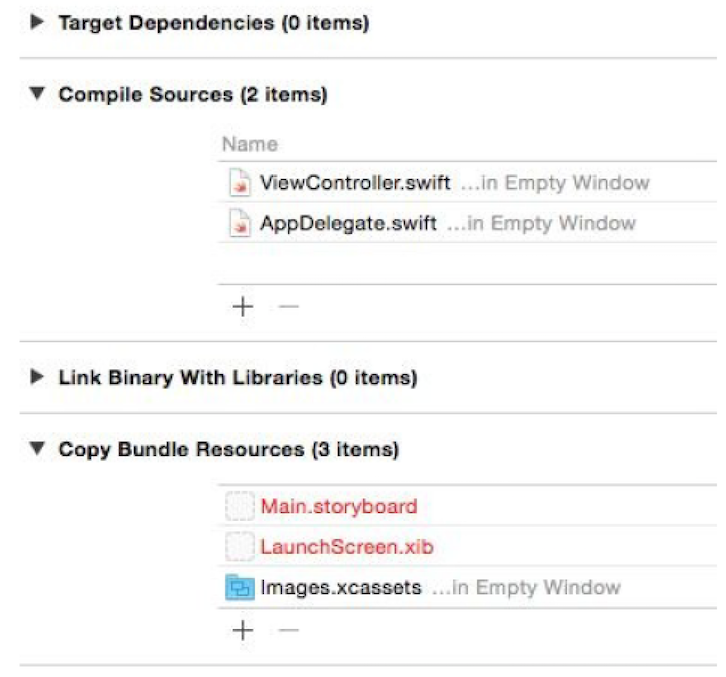 Target Dependencies (0 items)
Compile Sources (2 items)
Name
ViewController.swift ...in Empty Window
AppDelegate.swift ...in Empty Window
Link Binary With Libraries (0 items)
Copy Bundle Resources (3 items)
Main.storyboard
LaunchScreen.xib
Images.xcassets ...in Empty Window